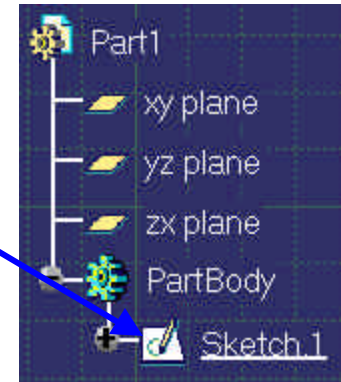 Part1
xy plane
yz plane
zx plane
PartBody
Sketch.1